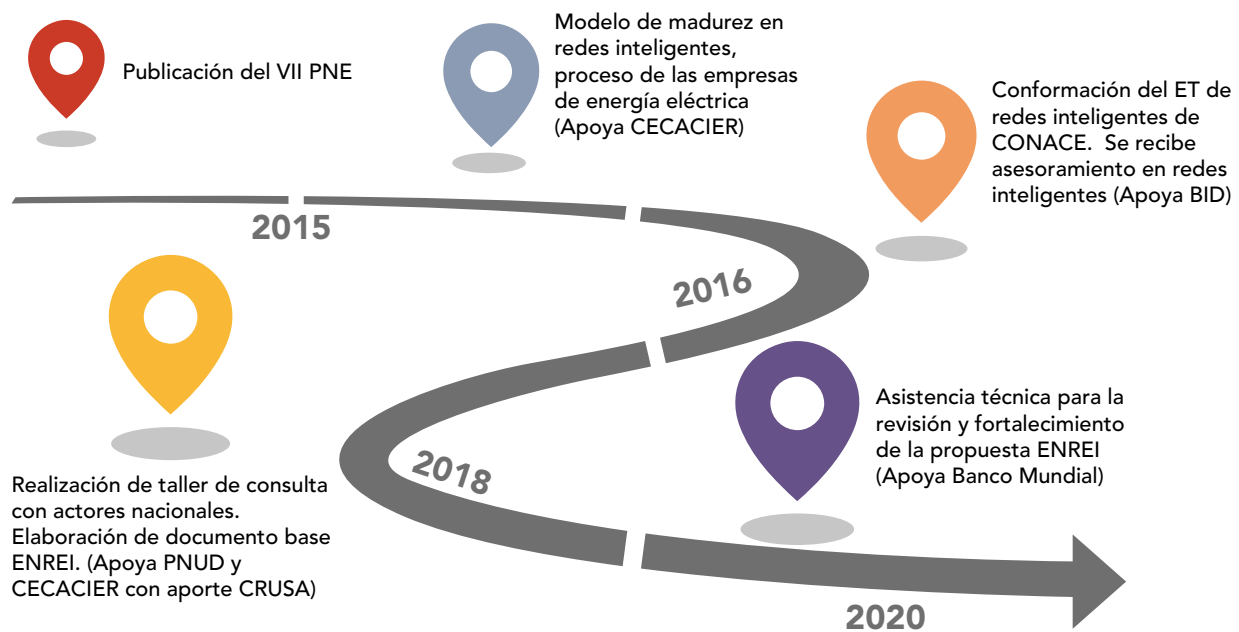 Publicación del VII PNE
Modelo de madurez en
redes inteligentes,
proceso de las empresas
de energía eléctrica
(Apoya CECACIER)
Conformación del ET de
redes inteligentes de
CONACE. Se recibe
asesoramiento en redes
inteligentes (Apoya BID)
2015
2016
Realización de taller de consulta
con actores nacionales.
Elaboración de documento base
ENREI. (Apoya PNUD y
CECACIER con aporte CRUSA)
2018
Asistencia técnica para la
revisión y fortalecimiento
de la propuesta ENREI
(Apoya Banco Mundial)
2020